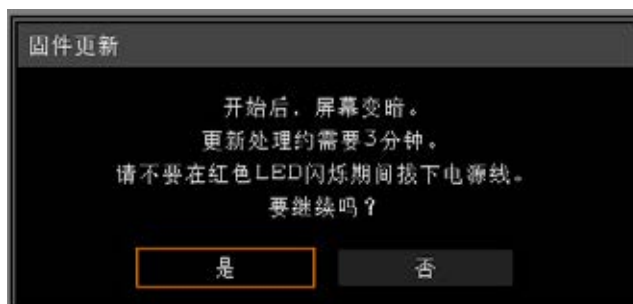 固件更新
开始后，屏幕变暗。
更新处理约需要3分钟。
请不要在红色LED闪烁期间拔下电源线。
要继续吗？
是
否